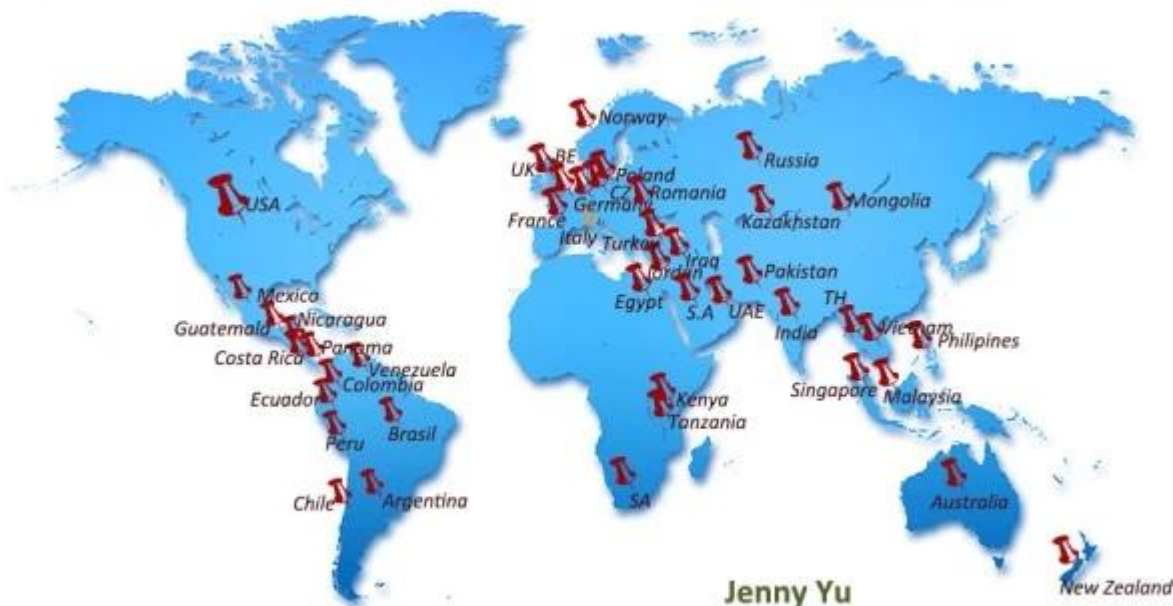 Norway
UK
BE
Poland
Russia
CZ
Romania
USA
Germany
Mongolia
France
Kazakhstan
Italy
Turkey
Iraq
Jordan
Pakistan
Egypt
S.A
UAE
TH
India
Mexico
Nicaragua
Guatemala
Vietnam
Philipines
Costa Rica
Panama
Venezuela
Singapore
Malaysia
Colombia
Ecuador
Kenya
Tanzania
Peru
Brasil
Chile
Argentina
SA
Australia
New Zealand
Jenny Yu